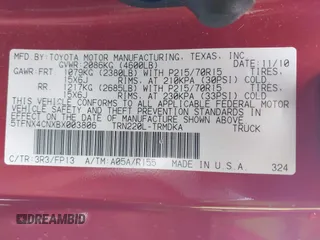 MFD BY: TOYOTA MOTOR MANUFACTURING, TEXAS, INC.
GVWR 2086KG (4600LB) 11/10
GAWR:FRT 1079KG (2380LB) WITH P215/70R15 TIRES,
15X6J RIMS, AT 210KPA (30PSI) COLD
RR 1217KG (2685LB) WITH P215/70R15 TIRES,
15X6J RIMS, AT 230KPA (33PSI) COLD
THIS VEHICLE CONFORMS TO ALL APPLICABLE FEDERAL MOTOR
VEHICLE SAFETY AND THEFT PREVENTION STANDARDS IN EFFECT
ON THE DATE OF MANUFACTURE SHOWN ABOVE.
5TFNX4CNXBX003806 TRUCK
TRN220L-TRMDKA
C/TR:3R3/FP13 A/TM:A05A/R155 MADE IN U.S.A. 324